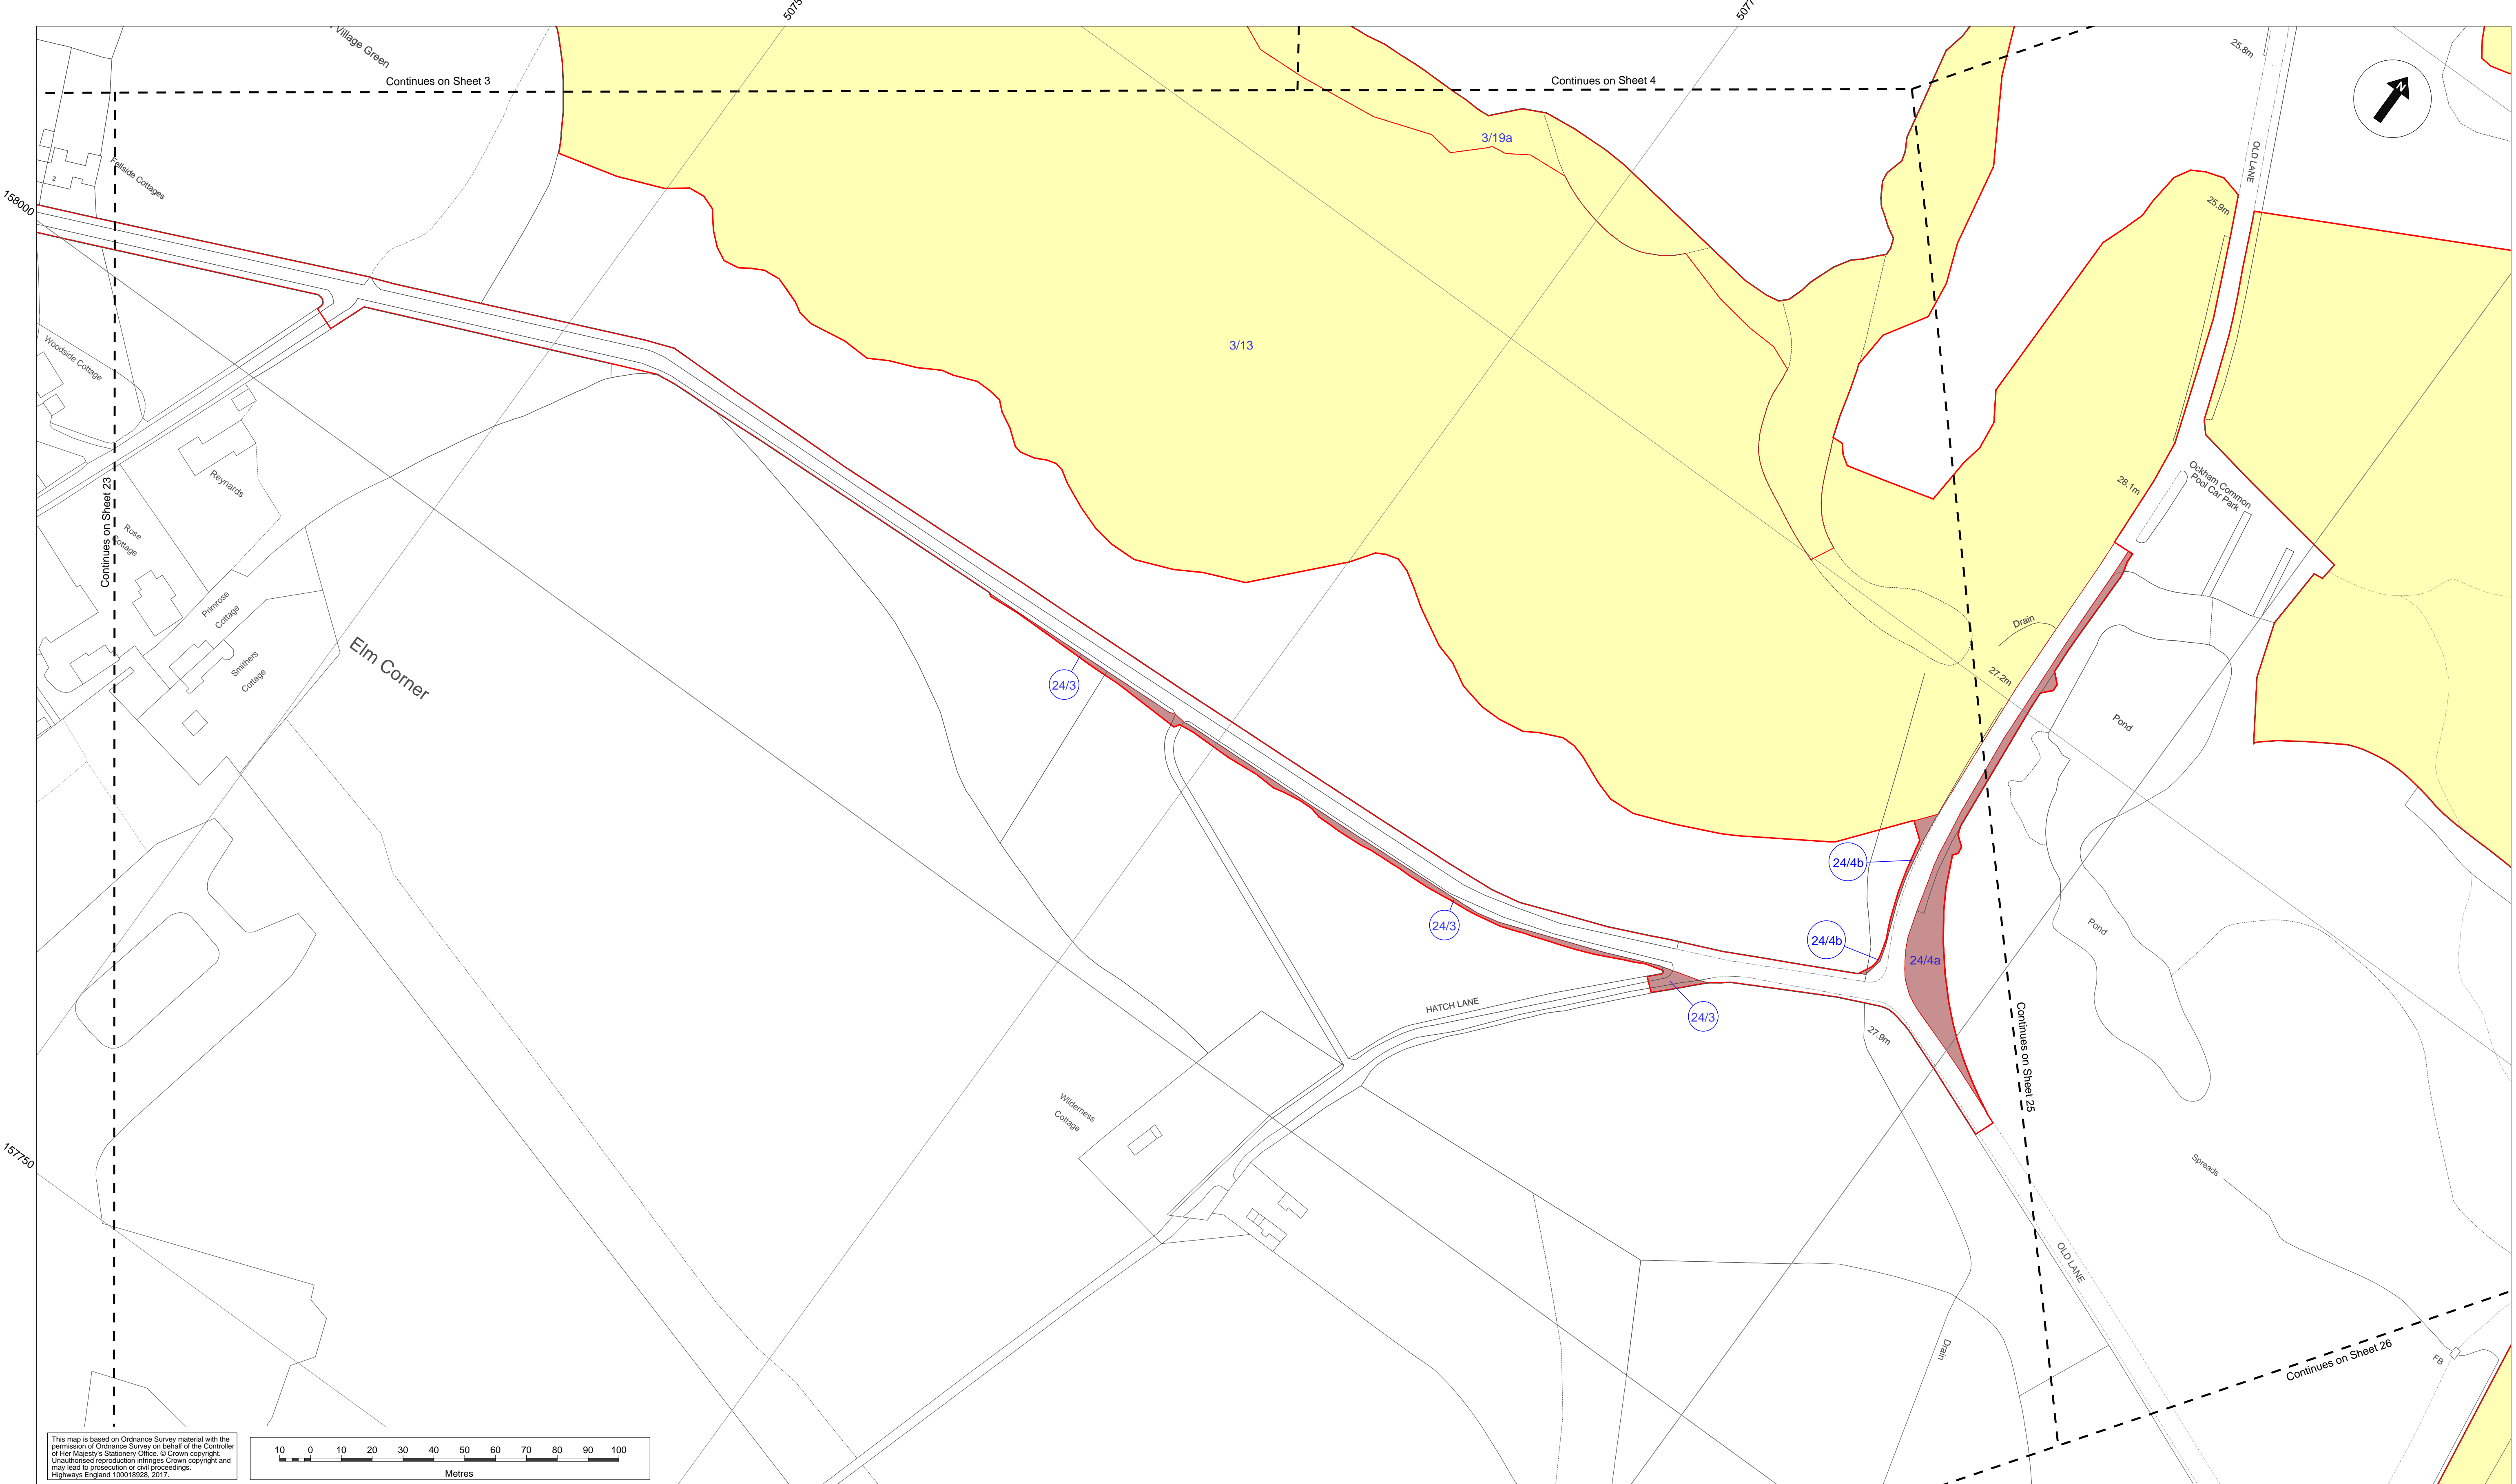 5075
5077
Village Green
Continues on Sheet 3
Continues on Sheet 4
25.8m
N
3/19a
OLD LANE
2
Fellside Cottages
158000
25.9m
3/13
Woodside Cottage
Continues on Sheet 23
Reynards
Rose
Cottage
Primrose
Cottage
Smithers
Cottage
Elm Corner
28.1m
Ockham Common
Pool Car Park
Drain
27.2m
24/3
Pond
24/4b
24/3
24/4b
24/4a
Pond
HATCH LANE
24/3
27.9m
Continues on Sheet 25
Wilderness
Cottage
157750
Spreads
OLD LANE
Drain
Continues on Sheet 26
FB
This map is based on Ordnance Survey material with the
permission of Ordnance Survey on behalf of the Controller
of Her Majesty's Stationery Office. © Crown copyright.
Unauthorised reproduction infringes Crown copyright and
may lead to prosecution or civil proceedings.
Highways England 100018928, 2017.
10 0 10 20 30 40 50 60 70 80 90 100
Metres